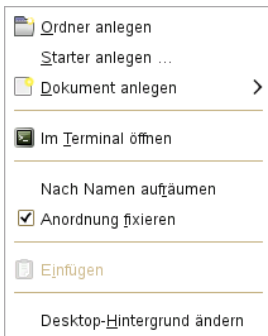 Ordner anlegen
Starter anlegen ...
Dokument anlegen
Im Terminal öffnen
Nach Namen aufräumen
Anordnung fixieren
Einfügen
Desktop-Hintergrund ändern